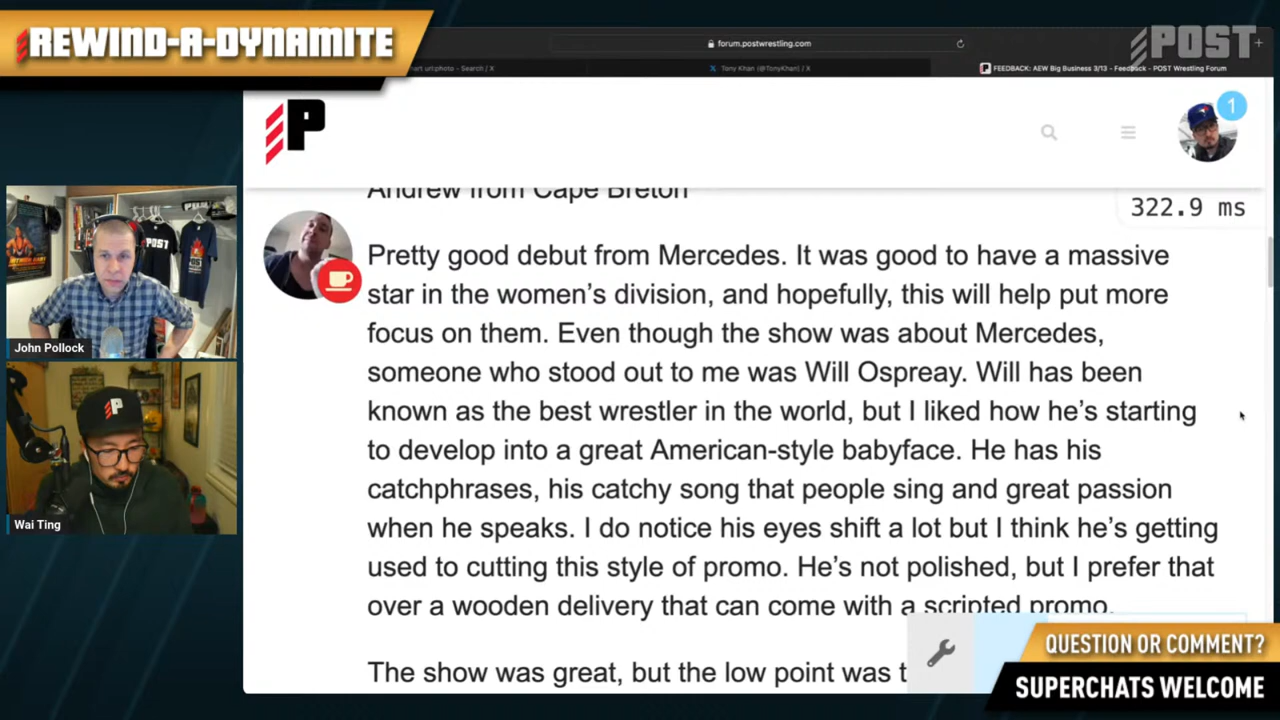 REWIND-A-DYNAMITE
forum.postwrestling.com
POST
Tony Khan (@TonyKhan) / X
FEEDBACK: AEW Big Business 3/13 - Feedback - POST Wrestling Forum
P
1
Andrew from Cape Breton
322.9 ms
Pretty good debut from Mercedes. It was good to have a massive
star in the women's division, and hopefully, this will help put more
focus on them. Even though the show was about Mercedes,
someone who stood out to me was Will Ospreay. Will has been
known as the best wrestler in the world, but I liked how he's starting
to develop into a great American-style babyface. He has his
catchphrases, his catchy song that people sing and great passion
when he speaks. I do notice his eyes shift a lot but I think he's getting
used to cutting this style of promo. He's not polished, but I prefer that
over a wooden delivery that can come with a scripted promo.
The show was great, but the low point was t
POST
John Pollock
P
Wai Ting
QUESTION OR COMMENT?
SUPERCHATS WELCOME